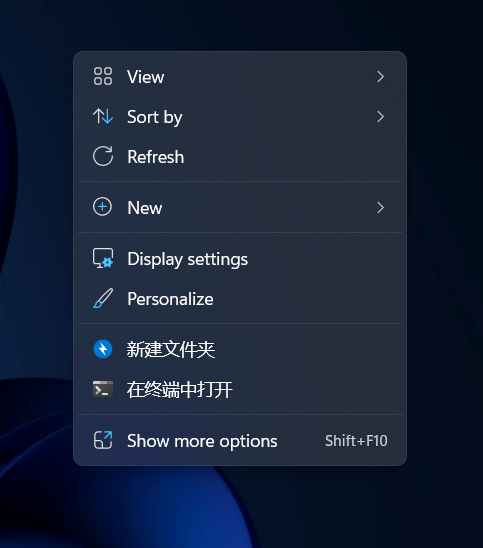 View
Sort by
Refresh
New
Display settings
Personalize
新建文件夹
在终端中打开
Show more options Shift+F10